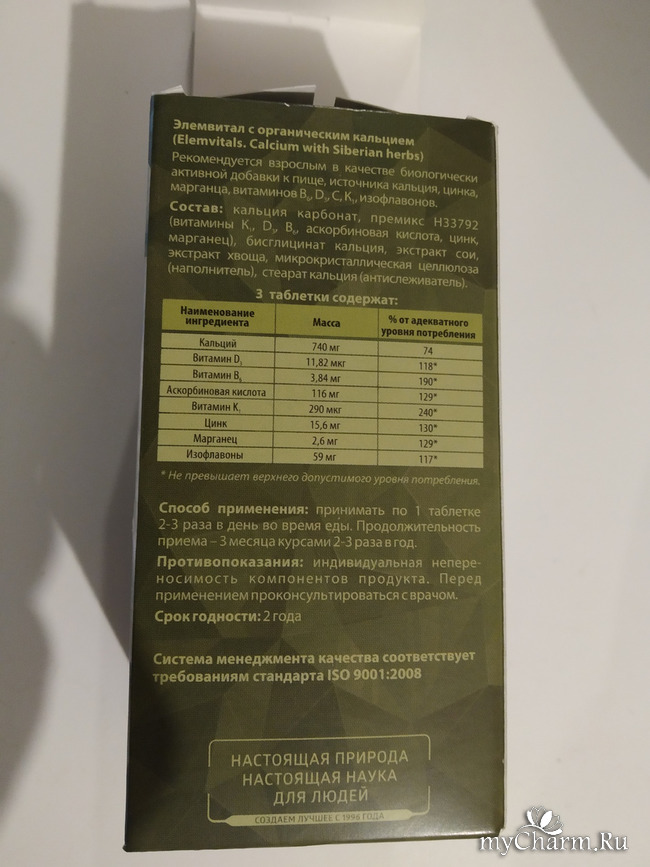 Элемвитал с органическим кальцием
(Elemvitals. Calcium with Siberian herbs)
Рекомендуется взрослым в качестве биологически
активной добавки к пище, источника кальция, цинка,
марганца, витаминов B₆, D₃, C, K₁, изофлавонов.
Состав: кальция карбонат, премикс H33792
(витамины K₁, D₃, B₆, аскорбиновая кислота, цинк,
марганец), бисглицинат кальция, экстракт сои,
экстракт хвоща, микрокристаллическая целлюлоза
(наполнитель), стеарат кальция (антислеживатель).
3 таблетки содержат:
Наименование ингредиента Масса % от адекватного уровня потребления
Кальций 740 мг 74
Витамин D₃ 11,82 мкг 118*
Витамин B₆ 3,84 мг 190*
Аскорбиновая кислота 116 мг 129*
Витамин K₁ 290 мкг 240*
Цинк 15,6 мг 130*
Марганец 2,6 мг 129*
Изофлавоны 59 мг 117*
* Не превышает верхнего допустимого уровня потребления.
Способ применения: принимать по 1 таблетке
2-3 раза в день во время еды. Продолжительность
приема – 3 месяца курсами 2-3 раза в год.
Противопоказания: индивидуальная непере-
носимость компонентов продукта. Перед
применением проконсультироваться с врачом.
Срок годности: 2 года
Система менеджмента качества соответствует
требованиям стандарта ISO 9001:2008
НАСТОЯЩАЯ ПРИРОДА
НАСТОЯЩАЯ НАУКА
ДЛЯ ЛЮДЕЙ
СОЗДАЕМ ЛУЧШЕЕ С 1996 ГОДА
myCharm.Ru